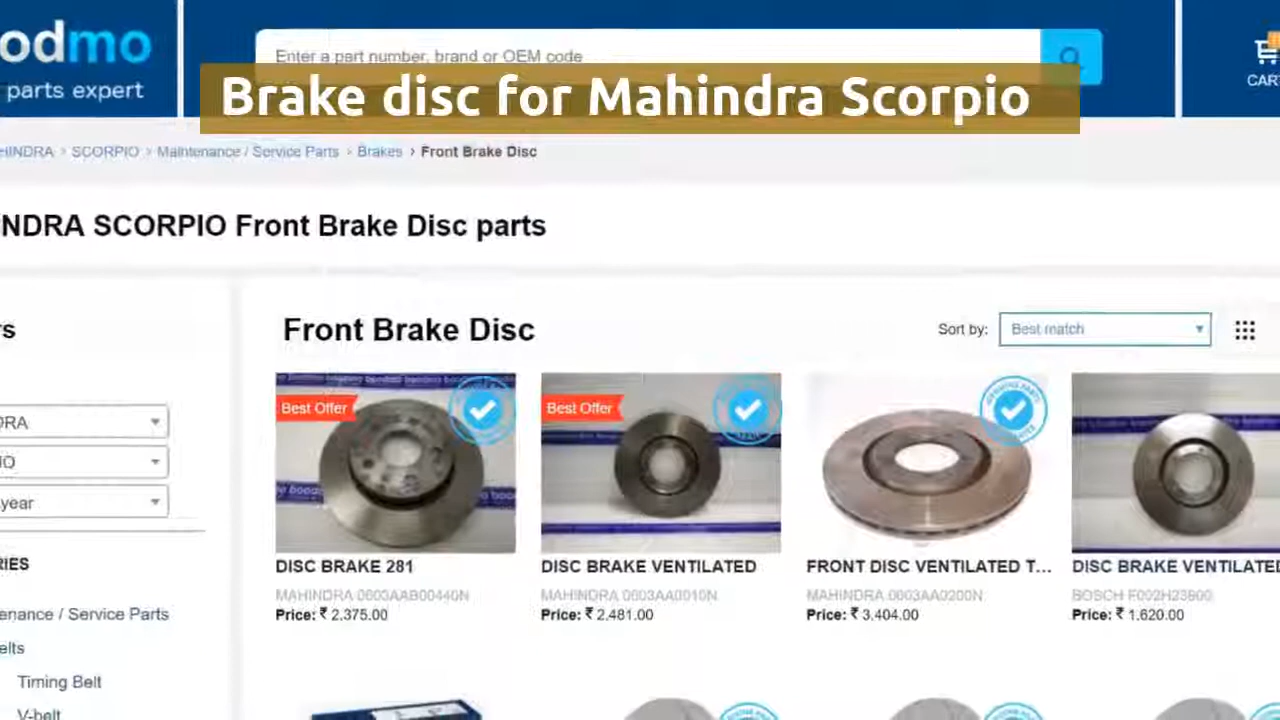 odmo
parts expert
Enter a part number, brand or OEM code
CART
Brake disc for Mahindra Scorpio
HINDRA › SCORPIO › Maintenance / Service Parts › Brakes › Front Brake Disc
INDRA SCORPIO Front Brake Disc parts
rs
DRA
IO
year
RIES
enance / Service Parts
elts
Timing Belt
V-belt
Front Brake Disc
Sort by:
Best match
Best Offer
Best Offer
DISC BRAKE 281
Price: ₹ 2,375.00
DISC BRAKE VENTILATED
MAHINDRA 0603AA0010N
Price: ₹ 2,481.00
FRONT DISC VENTILATED T...
MAHINDRA 0603AA0200N
Price: ₹ 3,404.00
DISC BRAKE VENTILATED
BOSCH
Price: ₹ 1,620.00